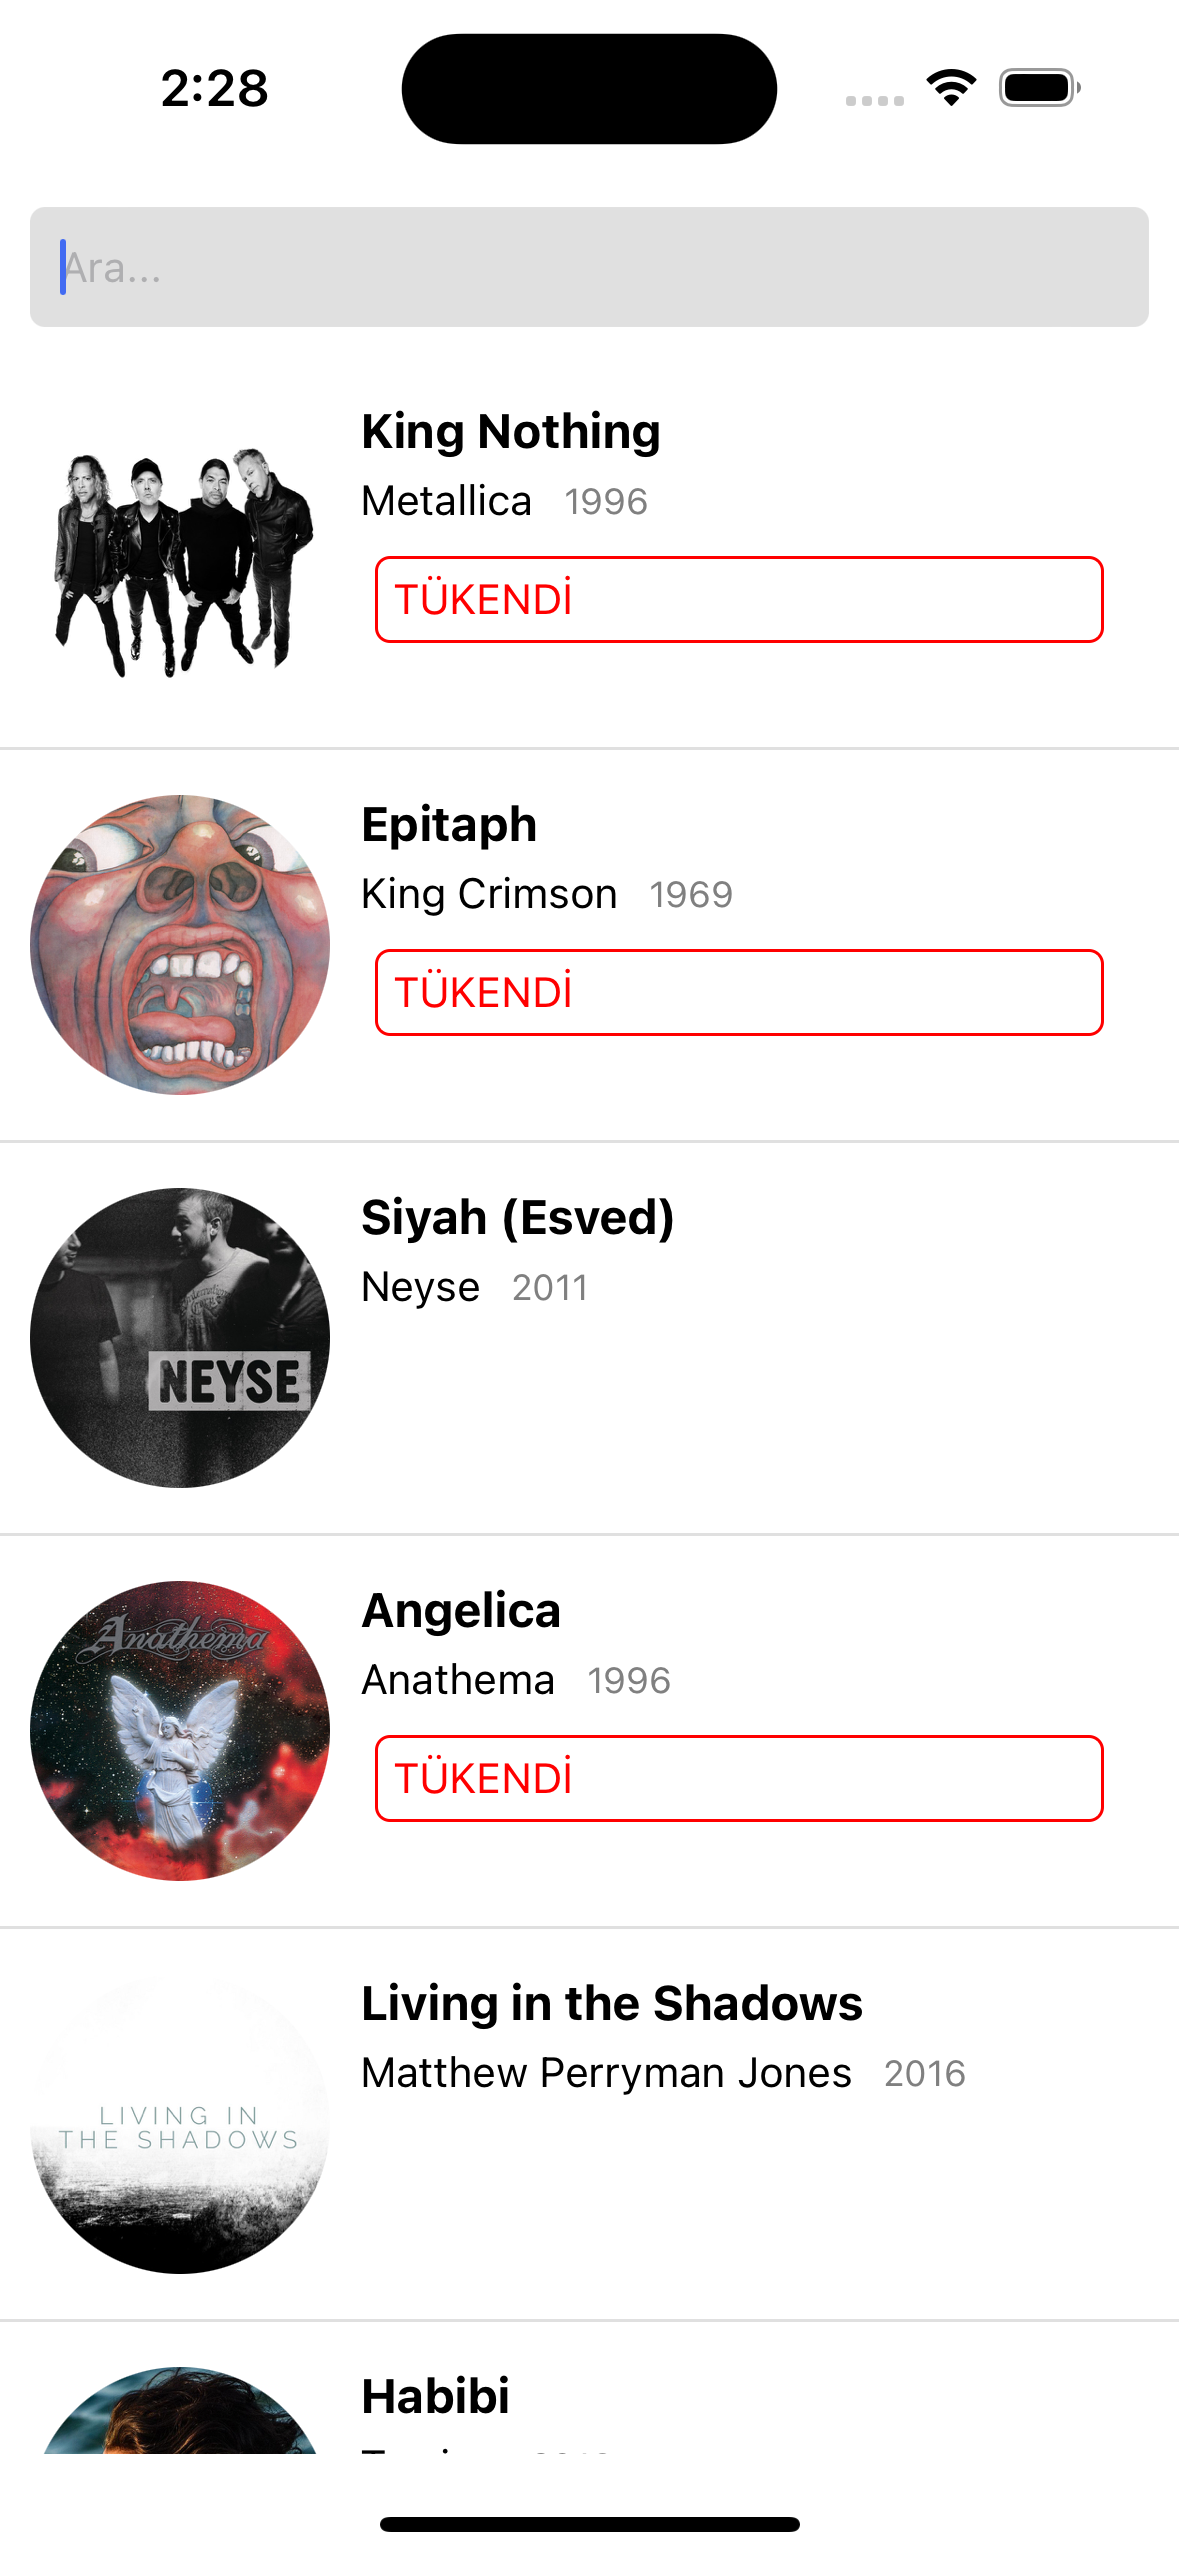 2:28
Ara...
King Nothing
Metallica 1996
TÜKENDİ
Epitaph
King Crimson 1969
TÜKENDİ
Siyah (Esved)
Neyse 2011
NEYSE
Angelica
Anathema
Anathema 1996
TÜKENDİ
Living in the Shadows
Matthew Perryman Jones 2016
LIVING IN
THE SHADOWS
Habibi